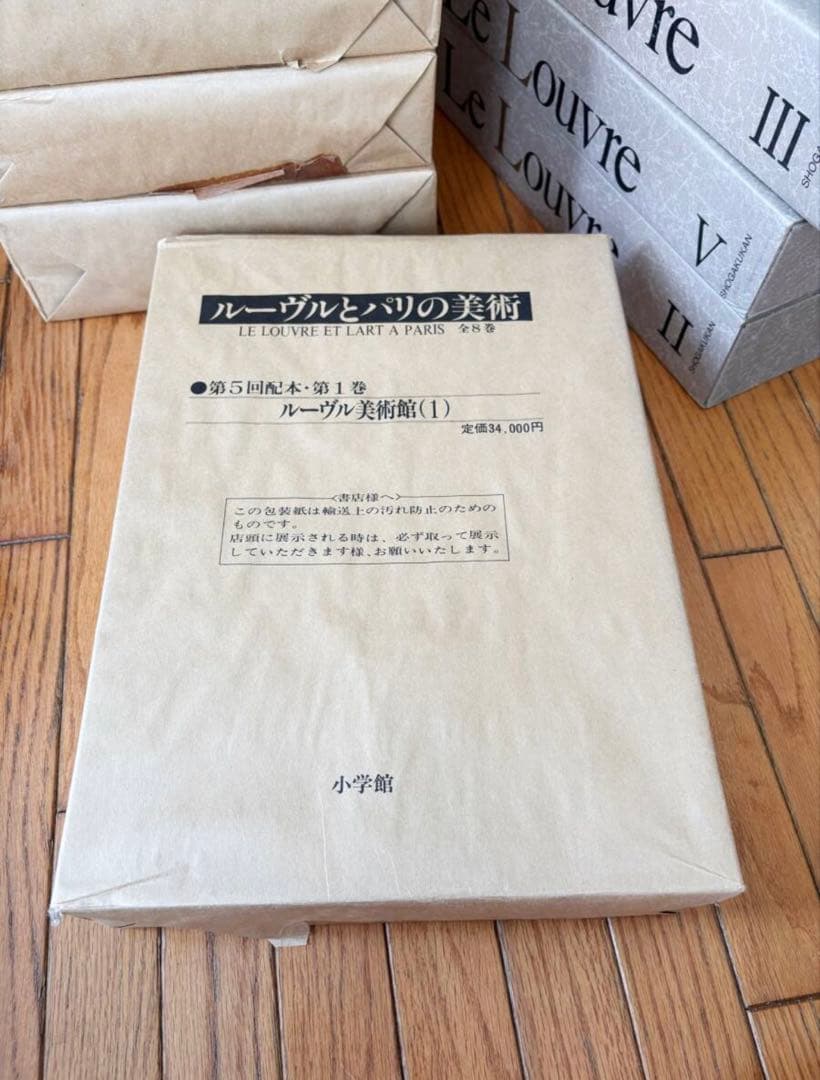 ルーヴルとパリの美術
LE LOUVRE ET L'ART A PARIS 全8巻
●第5回配本・第1巻
ルーヴル美術館(1)
定価34,000円
〈書店様へ〉
この包装紙は輸送上の汚れ防止のための
ものです。
店頭に展示される時は、必ず取って展示
していただきます様、お願いいたします。
小学館
Louvre
III
Le Louvre
V
SHOGAKUKAN
Le Louvre
II
SHOGAKUKAN